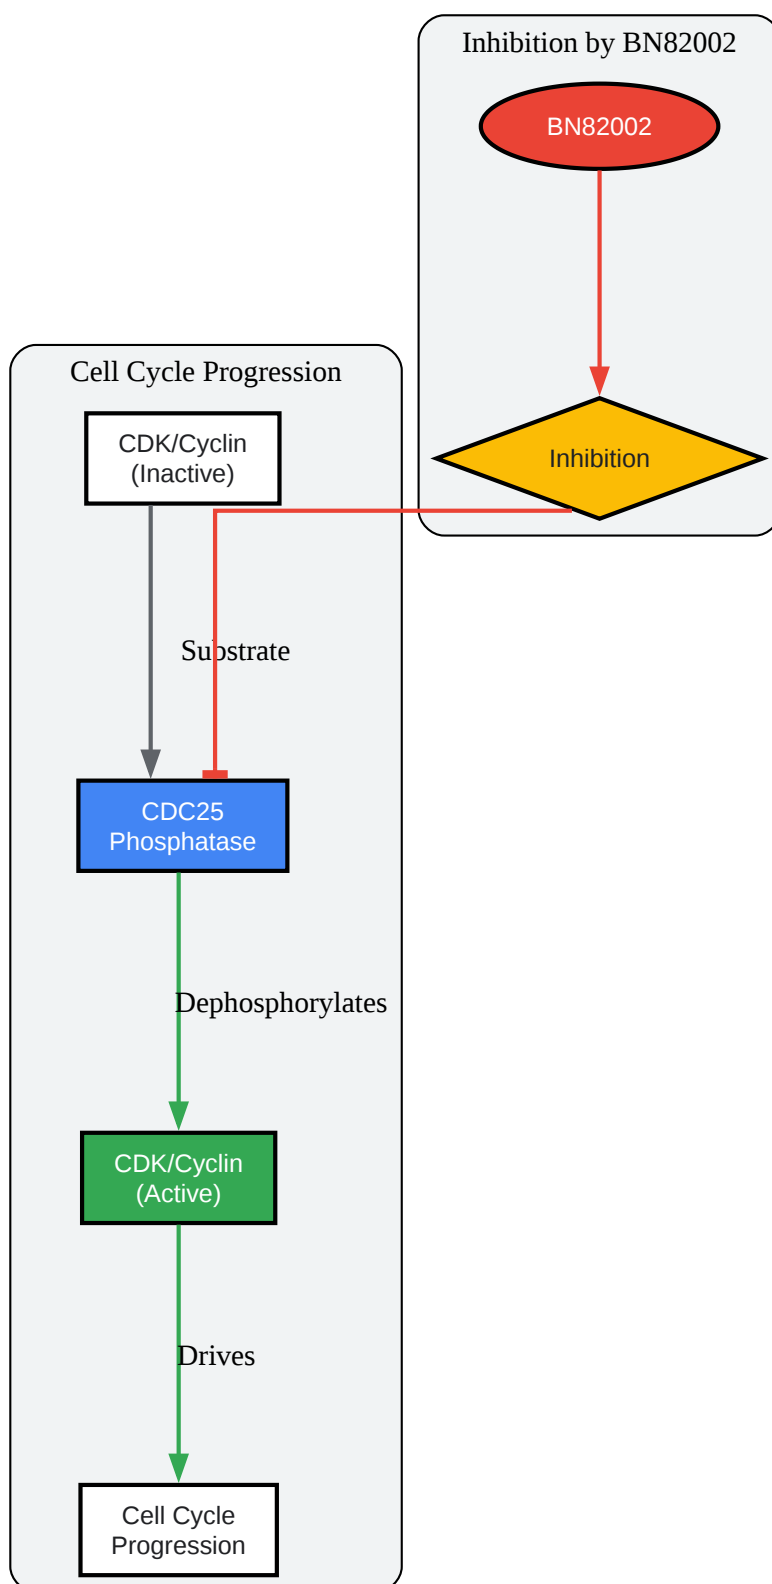 Inhibition by BN82002
BN82002
Inhibition
Cell Cycle Progression
CDK/Cyclin
(Inactive)
Substrate
CDC25
Phosphatase
Dephosphorylates
CDK/Cyclin
(Active)
Drives
Cell Cycle
Progression